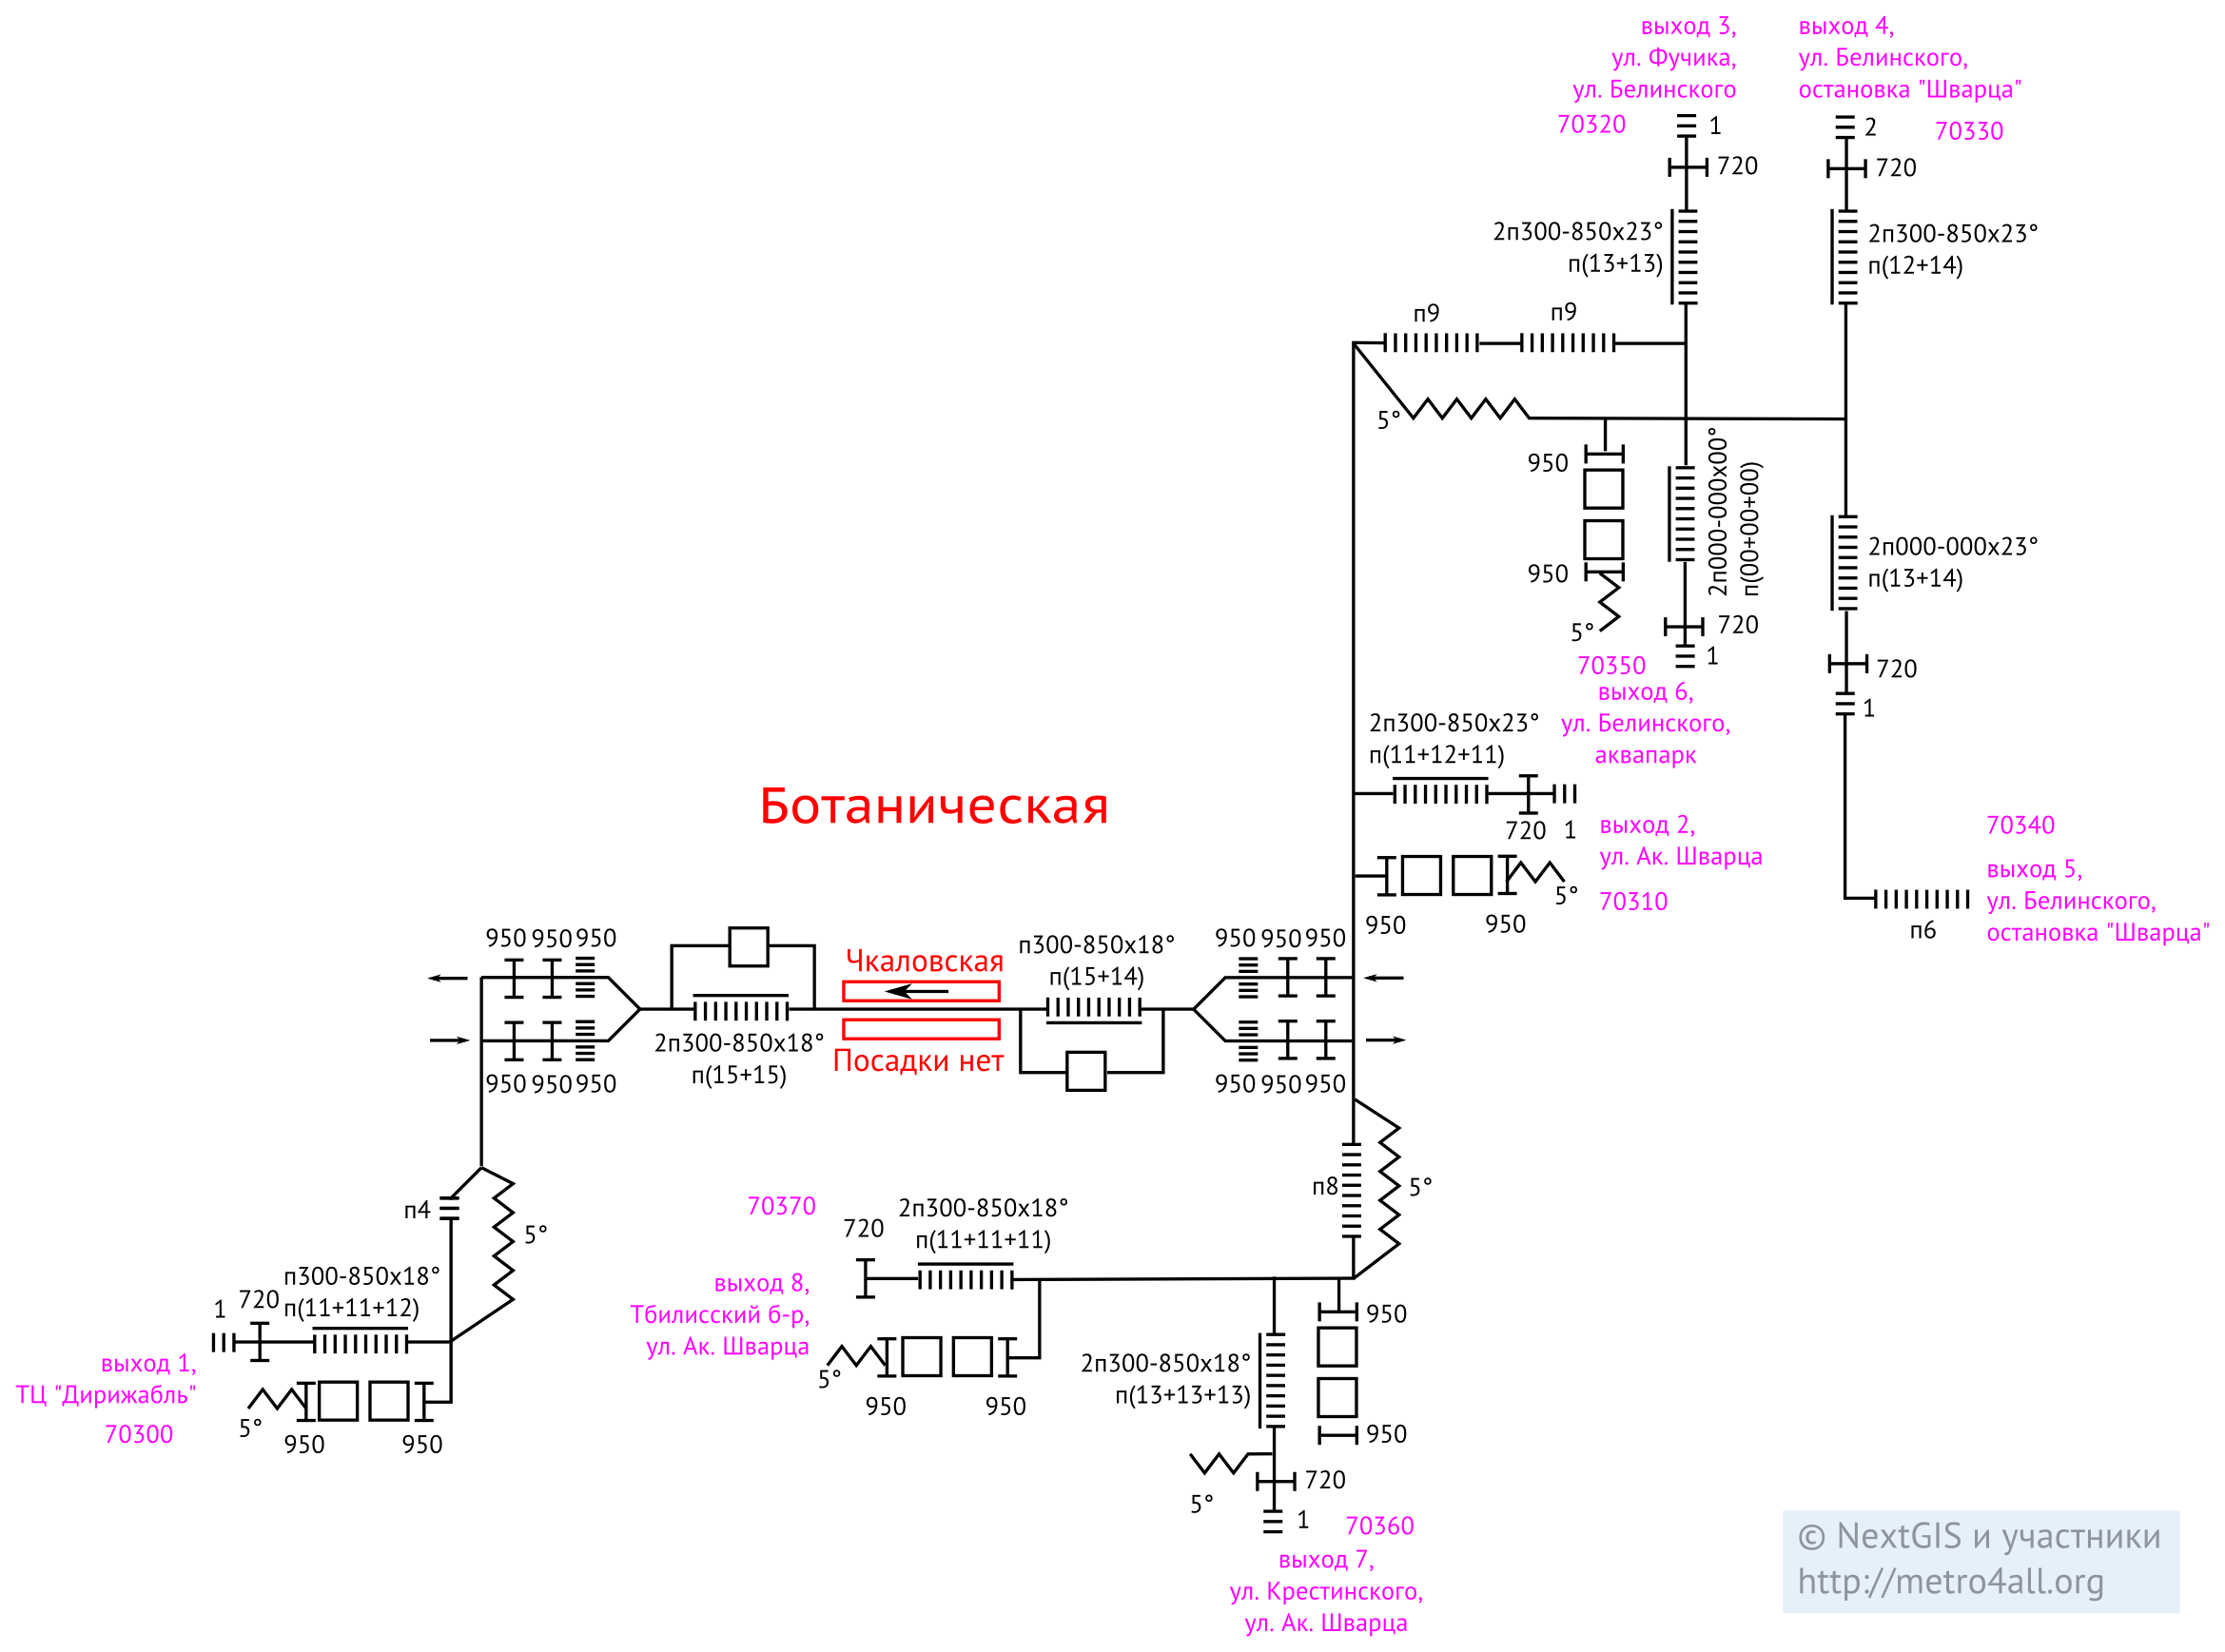 выход 3,
ул. Фучика,
ул. Белинского
70320
1
720
2п300-850х23°
п(13+13)
выход 4,
ул. Белинского,
остановка "Шварца"
70330
2
720
2п300-850х23°
п(12+14)
п9
п9
5°
950
950
5°
2п000-000х00°
п(00+00+00)
720
1
70350
выход 6,
ул. Белинского,
аквапарк
2п000-000х23°
п(13+14)
720
1
70340
выход 5,
ул. Белинского,
остановка "Шварца"
п6
2п300-850х23°
п(11+12+11)
720
1
выход 2,
ул. Ак. Шварца
70310
5°
950
950
Ботаническая
950
950
950
950
950
950
2п300-850х18°
п(15+15)
Чкаловская
Посадки нет
п300-850х18°
п(15+14)
950
950
950
950
950
950
п8
5°
п4
5°
п300-850х18°
п(11+11+12)
1
720
выход 1,
ТЦ "Дирижабль"
70300
5°
950
950
70370
720
2п300-850х18°
п(11+11+11)
выход 8,
Тбилисский б-р,
ул. Ак. Шварца
5°
950
950
950
950
2п300-850х18°
п(13+13+13)
5°
720
1
70360
выход 7,
ул. Крестинского,
ул. Ак. Шварца
© NextGIS и участники
http://metro4all.org